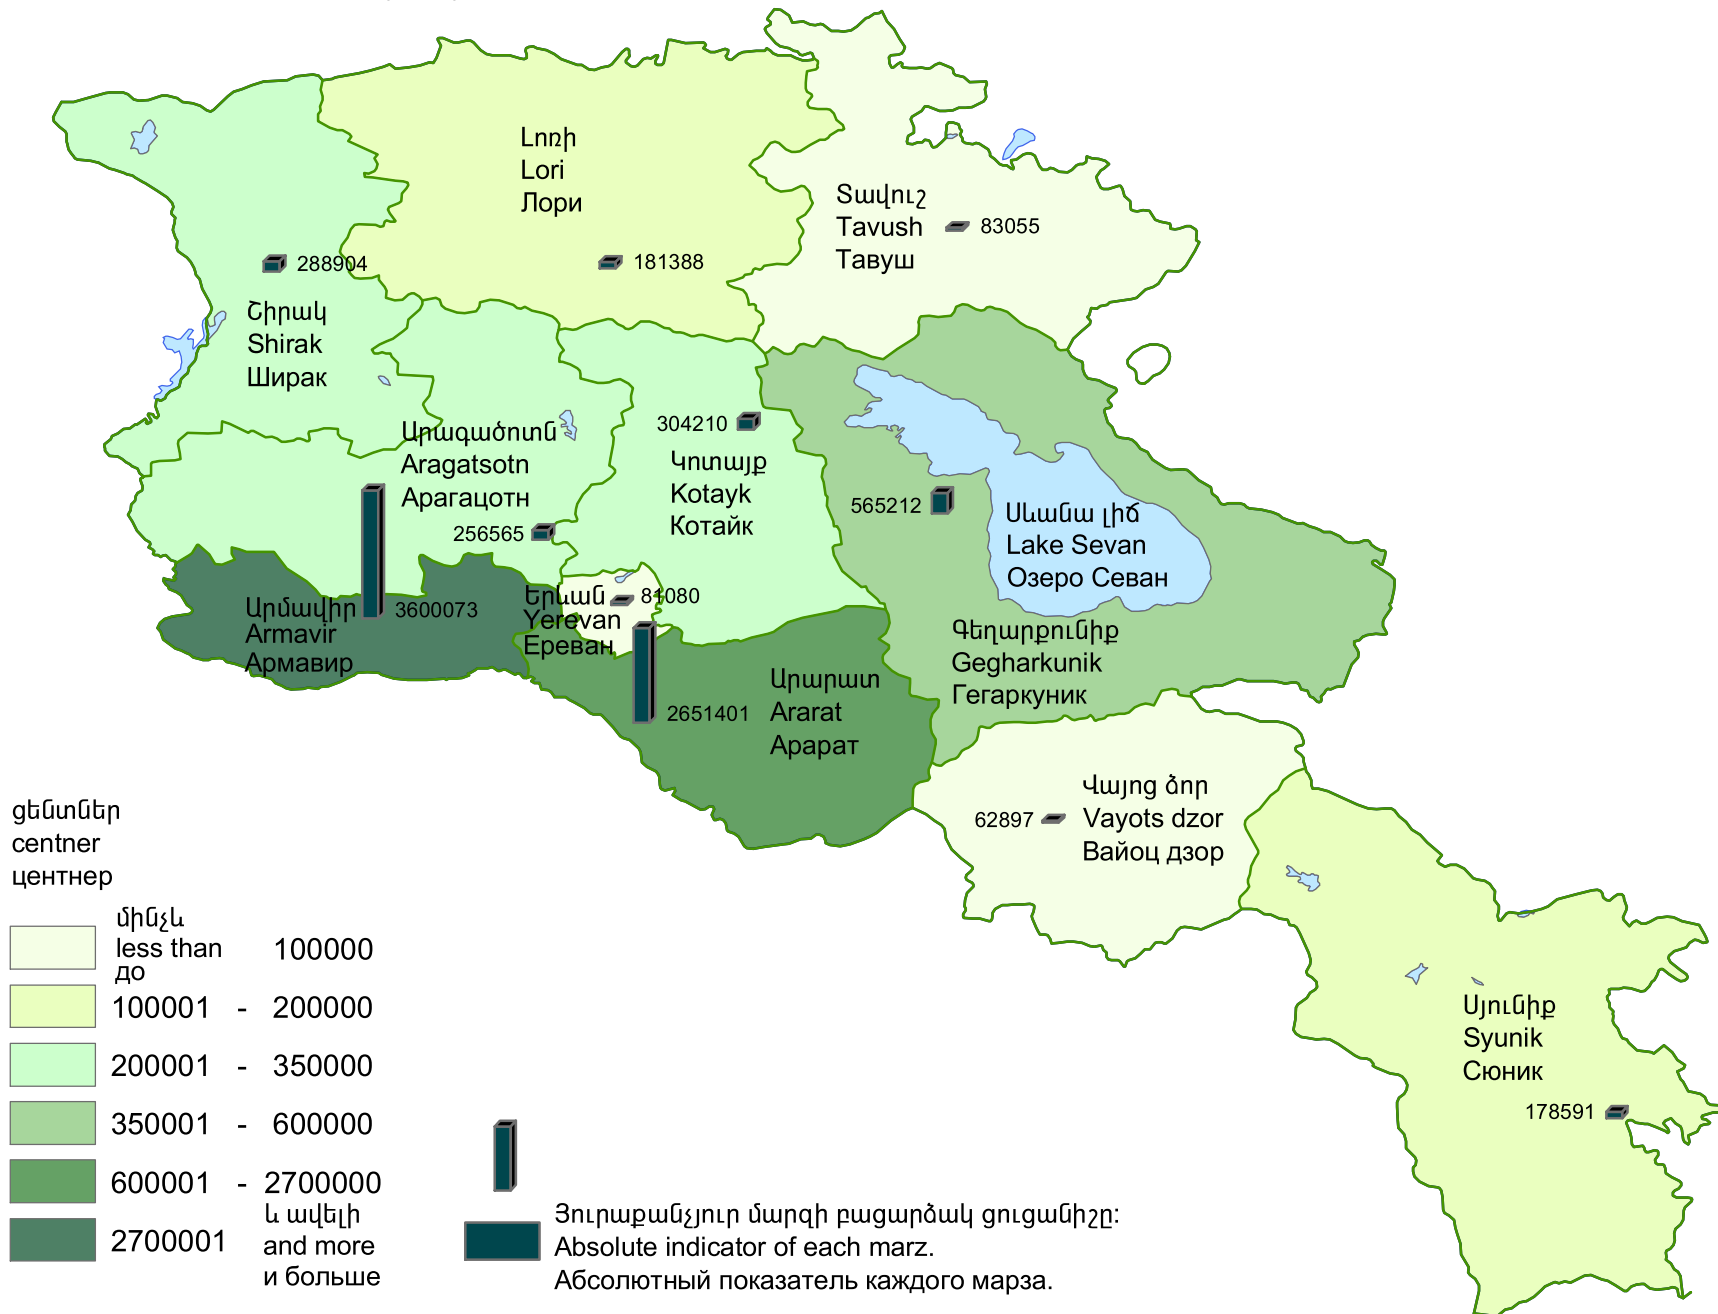 Լոռի
Lori
Лори
181388
Տավուշ
Tavush
Тавуш
83055
288904
Շիրակ
Shirak
Ширак
Արագածոտն
Aragatsotn
Арагацотн
256565
304210
Կոտայք
Kotayk
Котайк
565212
Սևանա լիճ
Lake Sevan
Озеро Севан
Գեղարքունիք
Gegharkunik
Гегаркуник
Արմավիր
Armavir
Армавир
3600073
Երևան
Yerevan
Ереван
81080
2651401
Արարատ
Ararat
Арарат
62897
Վայոց ձոր
Vayots dzor
Вайоц дзор
Սյունիք
Syunik
Сюник
178591
ցենտներ
centner
центнер
մինչև
less than 100000
до
100001 - 200000
200001 - 350000
350001 - 600000
600001 - 2700000
2700001
և ավելի
and more
и больше
Յուրաքանչյուր մարզի բացարձակ ցուցանիշը:
Absolute indicator of each marz.
Абсолютный показатель каждого марза.